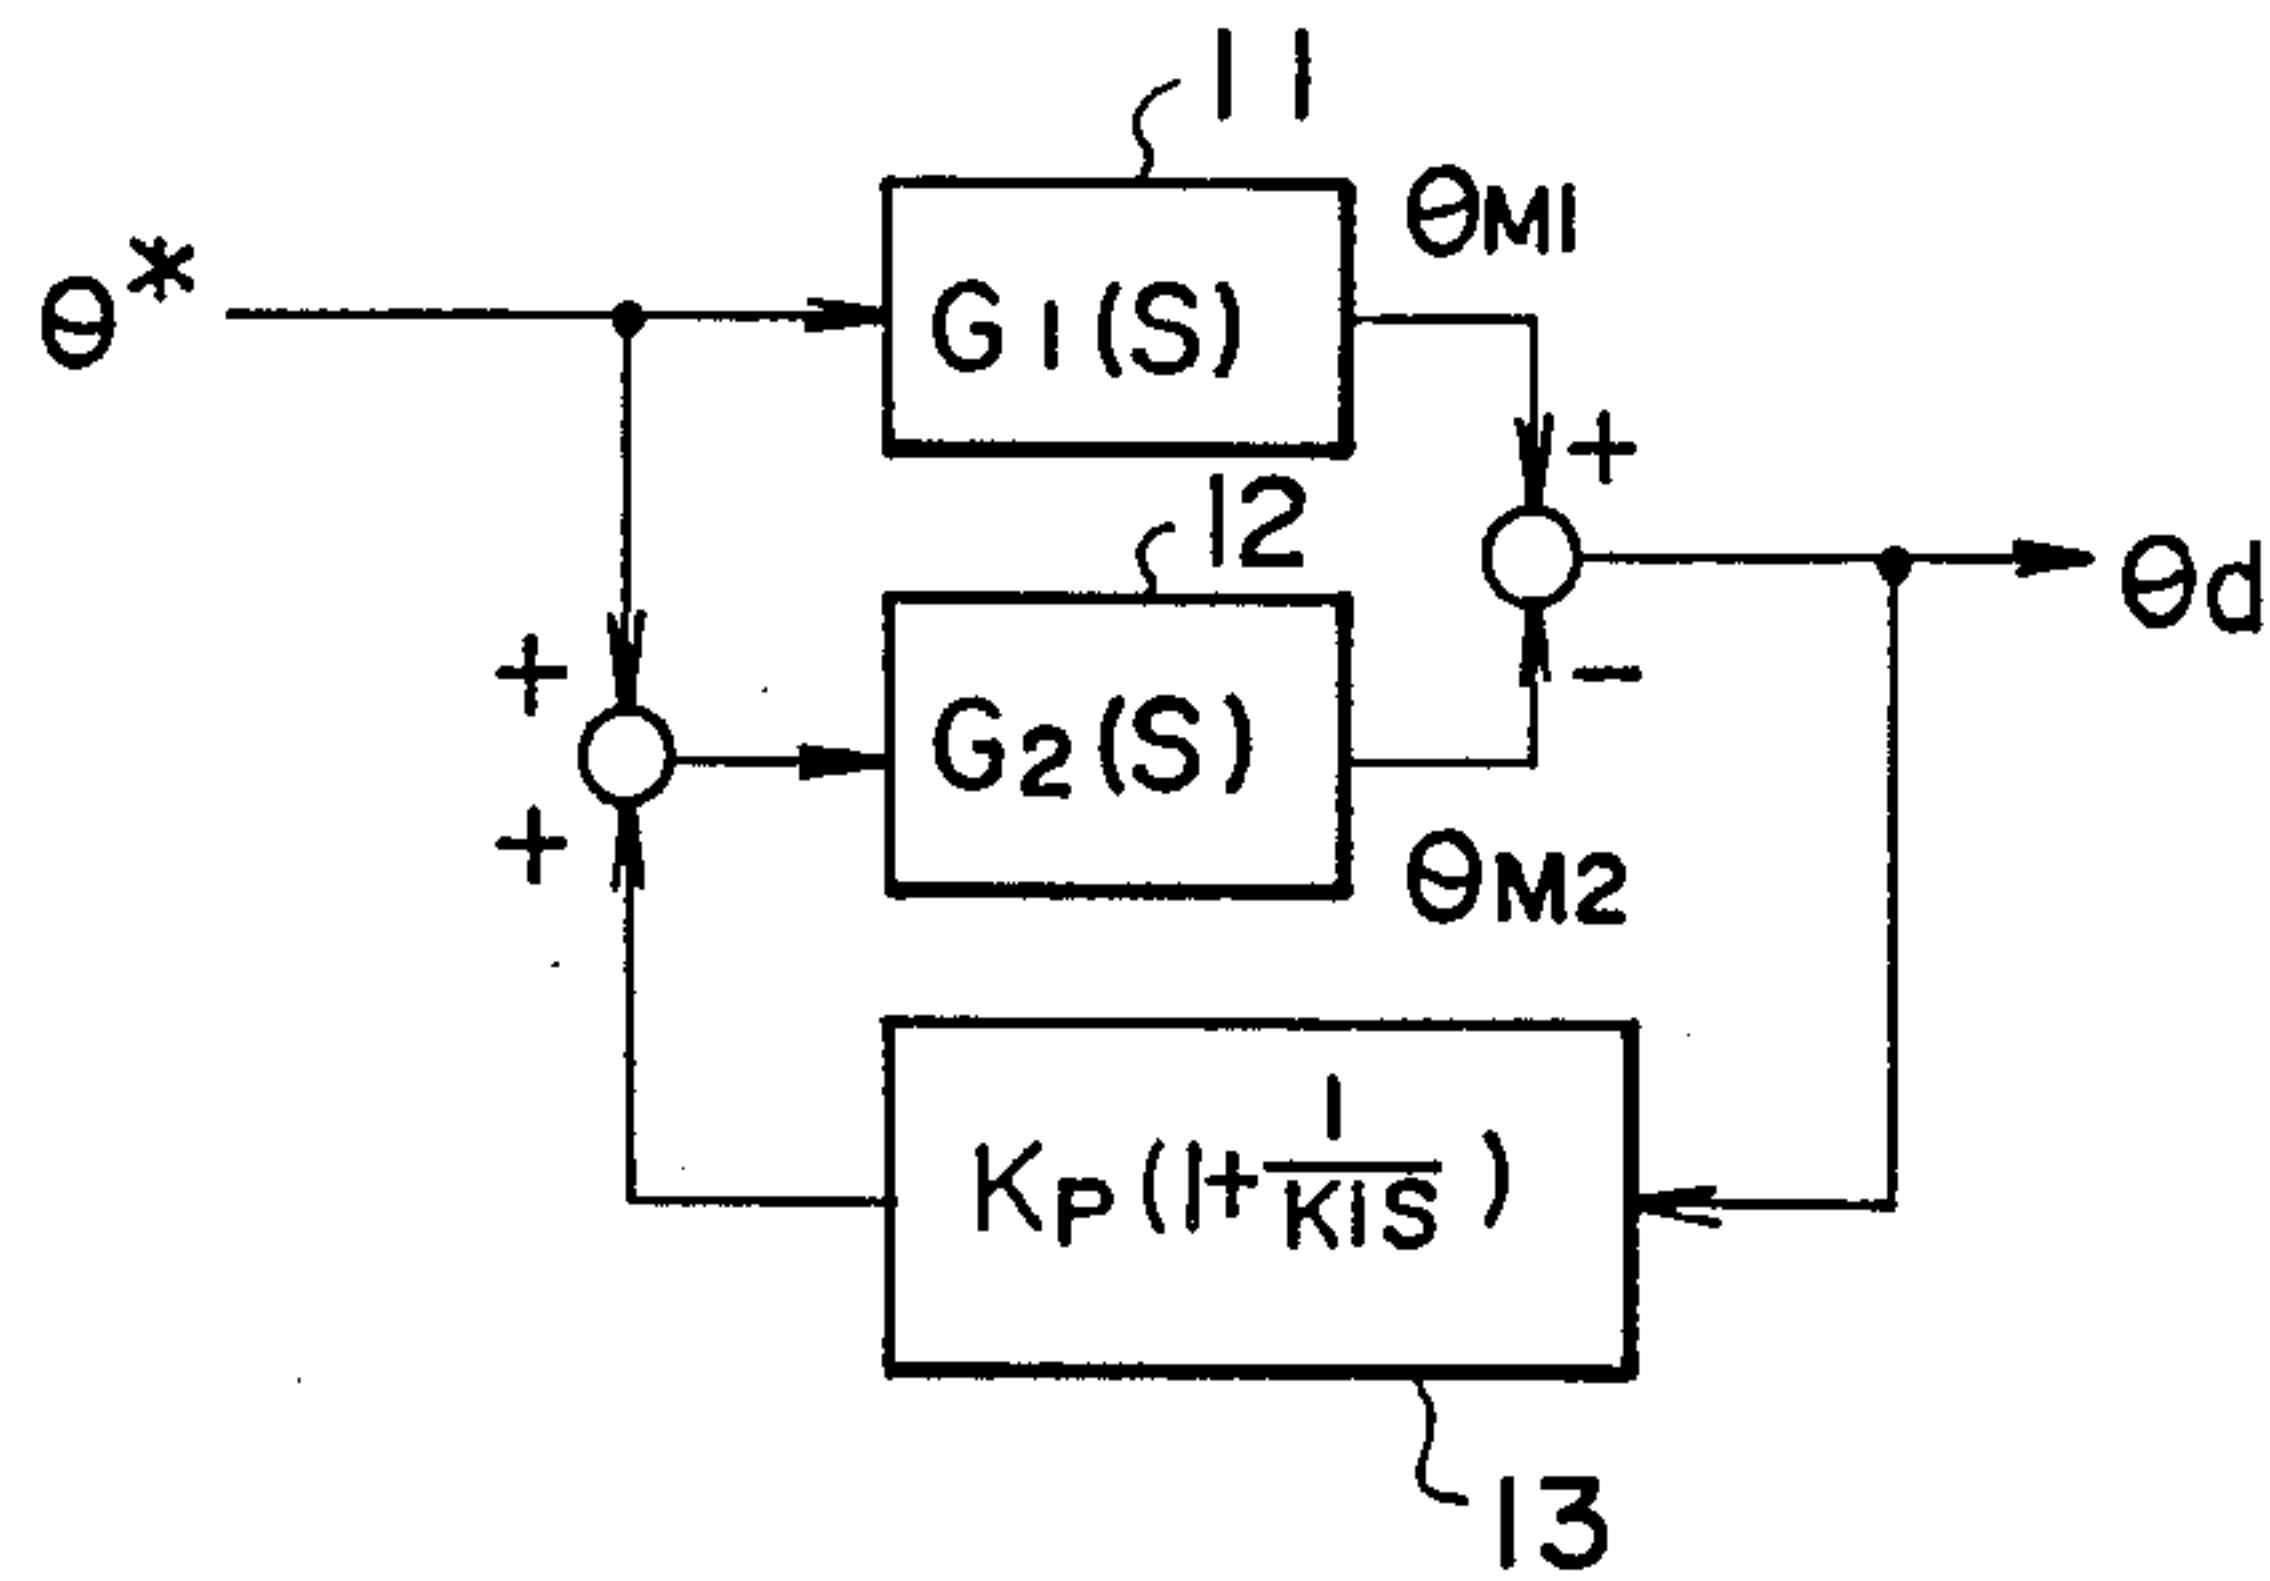 11
θM1
θ*
G1(S)
+
12
θd
+
−
G2(S)
+
θM2
KP(1+1/KiS)
13